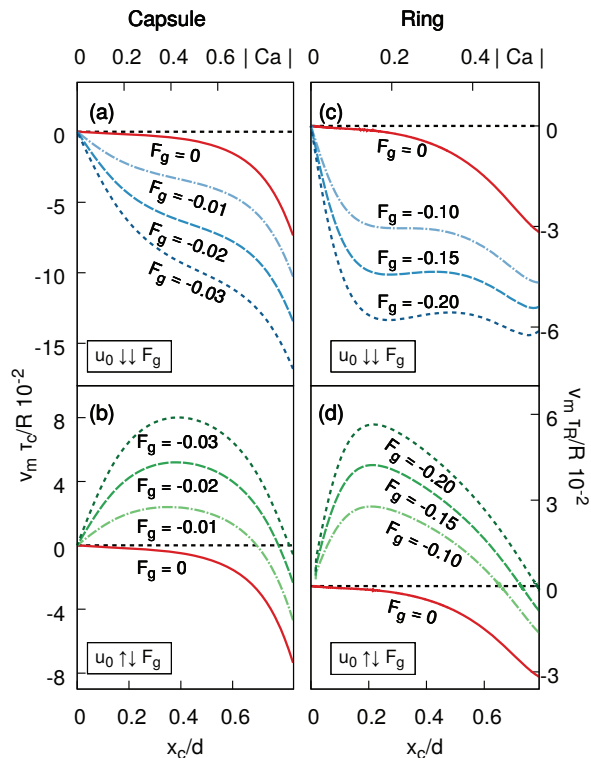 Capsule
Ring
0 0.2 0.4 0.6 | Ca |
0 0.2 0.4 | Ca |
(a)
0
-5
-10
-15
F_g = 0
F_g = -0.01
F_g = -0.02
F_g = -0.03
u_0 ↓↓ F_g
(c)
0
-3
-6
F_g = 0
F_g = -0.10
F_g = -0.15
F_g = -0.20
u_0 ↓↓ F_g
v_m τ_c/R 10^-2
v_m τ_R/R 10^-2
(b)
8
4
0
-4
-8
F_g = -0.03
F_g = -0.02
F_g = -0.01
F_g = 0
u_0 ↑↓ F_g
(d)
6
3
0
-3
F_g = -0.20
F_g = -0.15
F_g = -0.10
F_g = 0
u_0 ↑↓ F_g
0 0.2 0.4 0.6
0 0.2 0.4 0.6
x_c/d
x_c/d